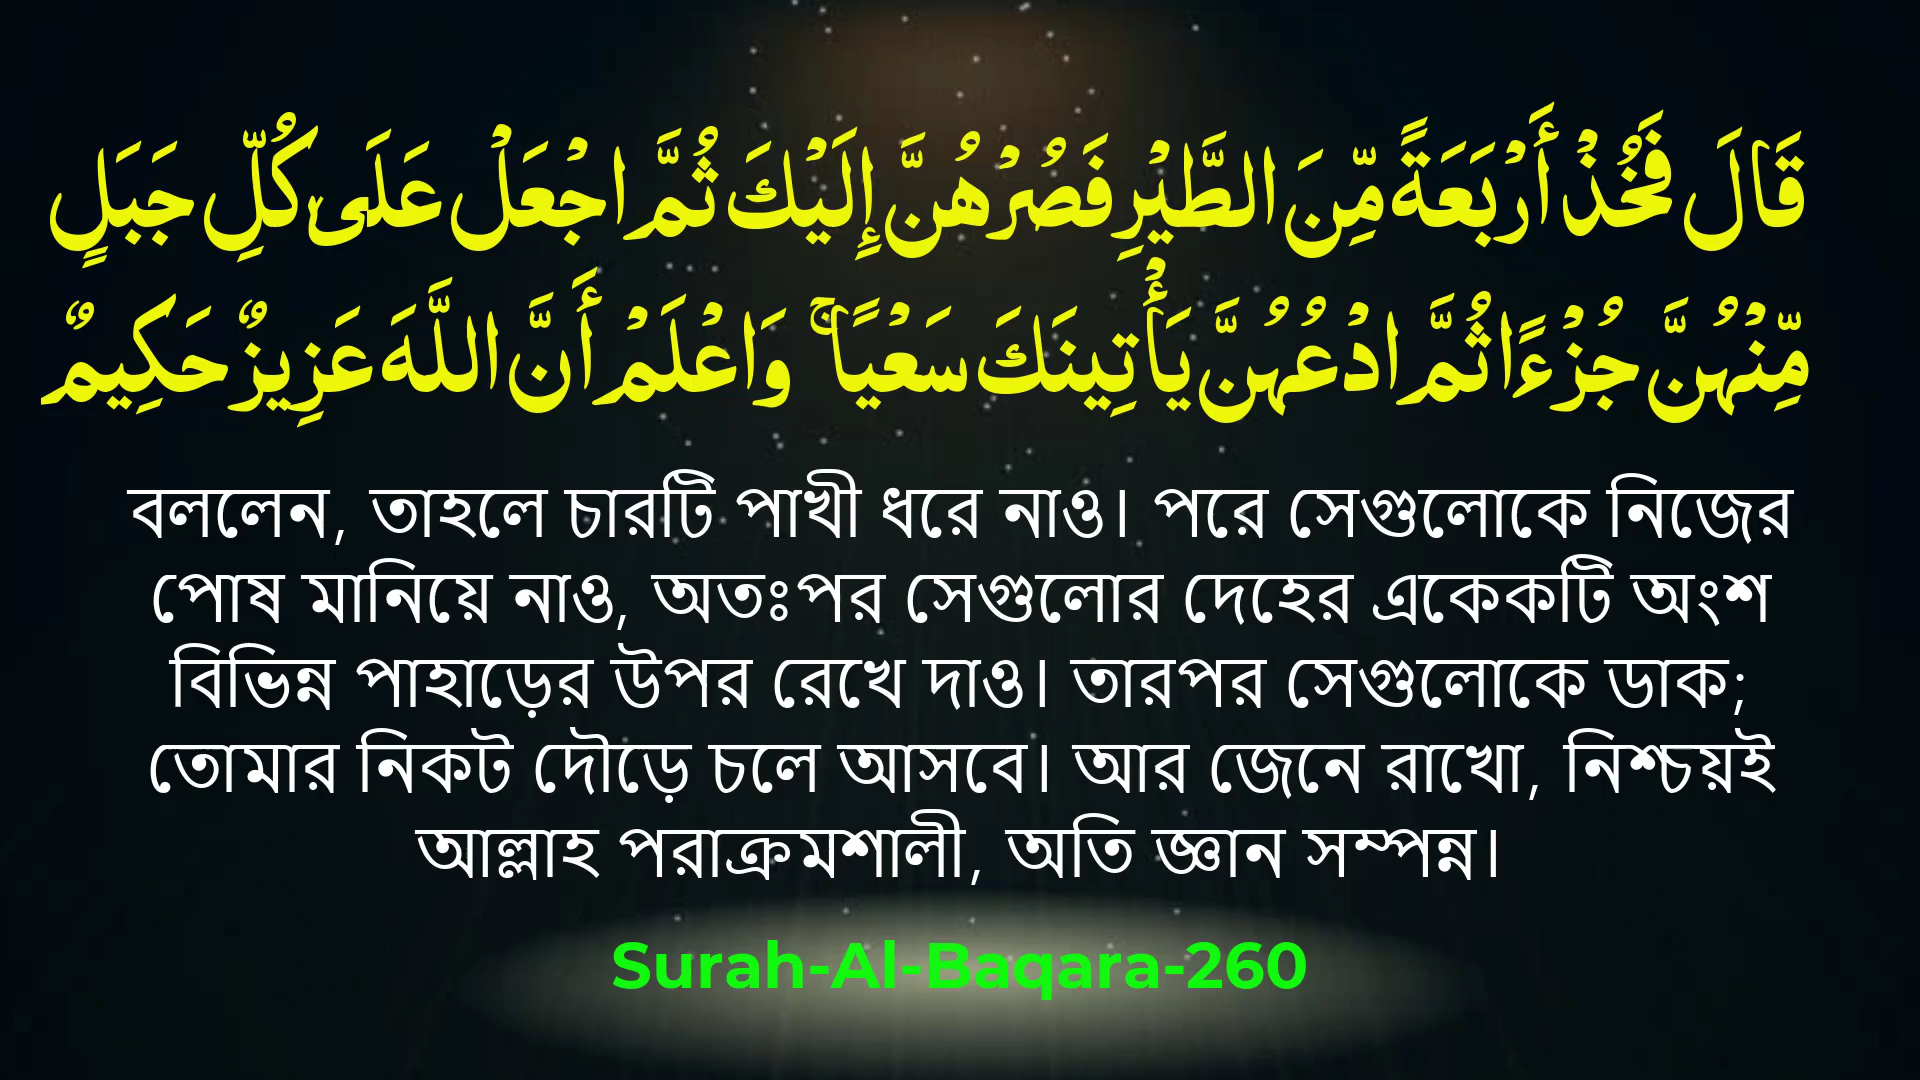 قَالَ فَخُذْ أَرْبَعَةً مِّنَ الطَّيْرِ فَصُرْهُنَّ إِلَيْكَ ثُمَّ اجْعَلْ عَلَىٰ كُلِّ جَبَلٍ
مِّنْهُنَّ جُزْءًا ثُمَّ ادْعُهُنَّ يَأْتِينَكَ سَعْيًا ۚ وَاعْلَمْ أَنَّ اللَّهَ عَزِيزٌ حَكِيمٌ
বললেন, তাহলে চারটি পাখী ধরে নাও। পরে সেগুলোকে নিজের
পোষ মানিয়ে নাও, অতঃপর সেগুলোর দেহের একেকটি অংশ
বিভিন্ন পাহাড়ের উপর রেখে দাও। তারপর সেগুলোকে ডাক;
তোমার নিকট দৌড়ে চলে আসবে। আর জেনে রাখো, নিশ্চয়ই
আল্লাহ পরাক্রমশালী, অতি জ্ঞান সম্পন্ন।
Surah-Al-Baqara-260